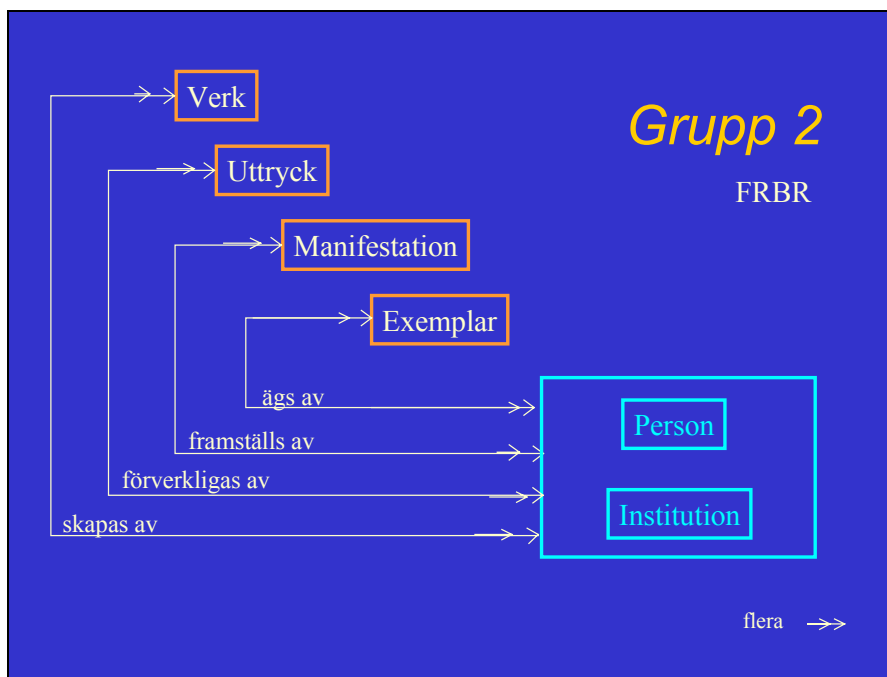 Verk
Grupp 2
Uttryck
FRBR
Manifestation
Exemplar
ägs av
Person
framställs av
förverkligas av
Institution
skapas av
flera